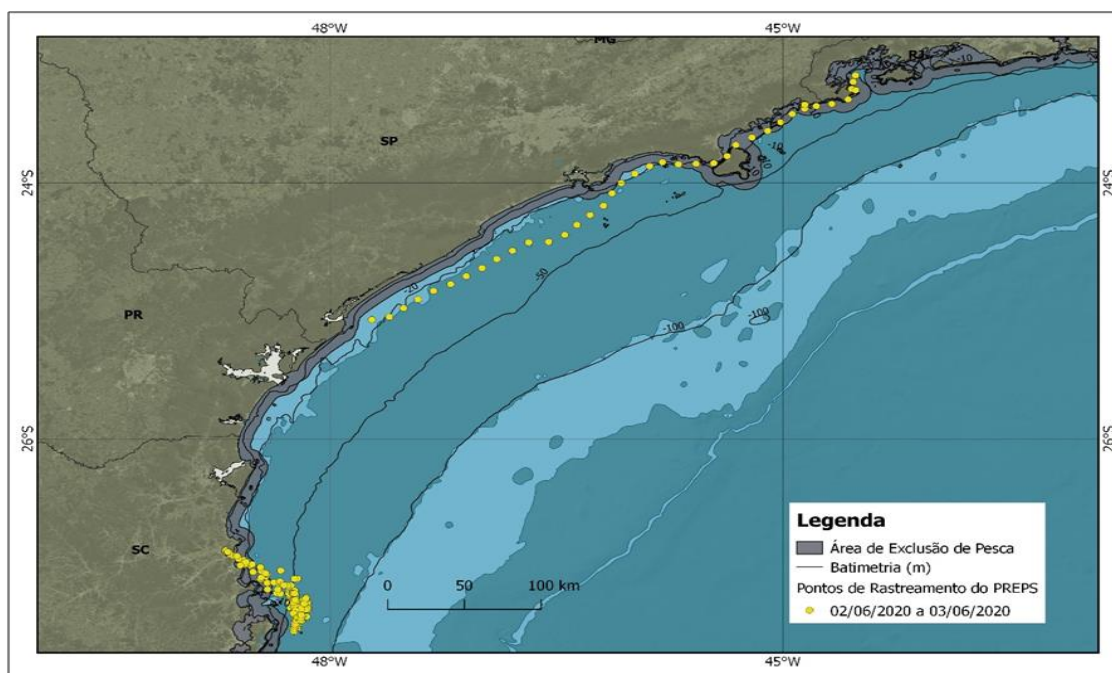 48°W
45°W
MG
RJ
-10
SP
-10
-10
24°S
24°S
-50
-20
PR
-100
-100
26°S
26°S
SC
Legenda
Área de Exclusão de Pesca
Batimetria (m)
Pontos de Rastreamento do PREPS
02/06/2020 a 03/06/2020
0 50 100 km
48°W
45°W